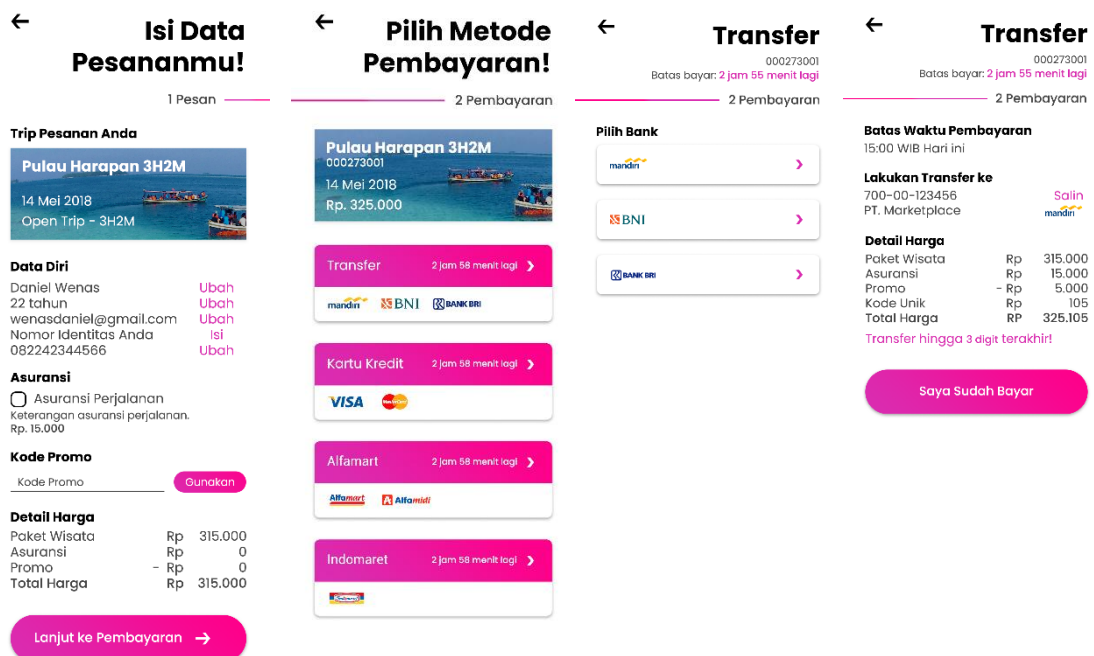 Isi Data
Pesananmu!
1 Pesan
Trip Pesanan Anda
Pulau Harapan 3H2M
14 Mei 2018
Open Trip - 3H2M
Data Diri
Daniel Wenas Ubah
22 tahun Ubah
wenasdaniel@gmail.com Ubah
Nomor Identitas Anda Isi
082242344566 Ubah
Asuransi
Asuransi Perjalanan
Keterangan asuransi perjalanan.
Rp. 15.000
Kode Promo
Kode Promo Gunakan
Detail Harga
Paket Wisata Rp 315.000
Asuransi Rp 0
Promo - Rp 0
Total Harga Rp 315.000
Lanjut ke Pembayaran
Pilih Metode
Pembayaran!
2 Pembayaran
Pulau Harapan 3H2M
000273001
14 Mei 2018
Rp. 325.000
Transfer 2 jam 58 menit lagi
mandiri BNI BANK BRI
Kartu Kredit 2 jam 58 menit lagi
VISA MasterCard
Alfamart 2 jam 58 menit lagi
Alfamart Alfamidi
Indomaret 2 jam 58 menit lagi
Indomaret
Transfer
000273001
Batas bayar: 2 jam 55 menit lagi
2 Pembayaran
Pilih Bank
mandiri
BNI
BANK BRI
Transfer
000273001
Batas bayar: 2 jam 55 menit lagi
2 Pembayaran
Batas Waktu Pembayaran
15:00 WIB Hari ini
Lakukan Transfer ke
700-00-123456 Salin
PT. Marketplace mandiri
Detail Harga
Paket Wisata Rp 315.000
Asuransi Rp 15.000
Promo - Rp 5.000
Kode Unik Rp 105
Total Harga RP 325.105
Transfer hingga 3 digit terakhir!
Saya Sudah Bayar